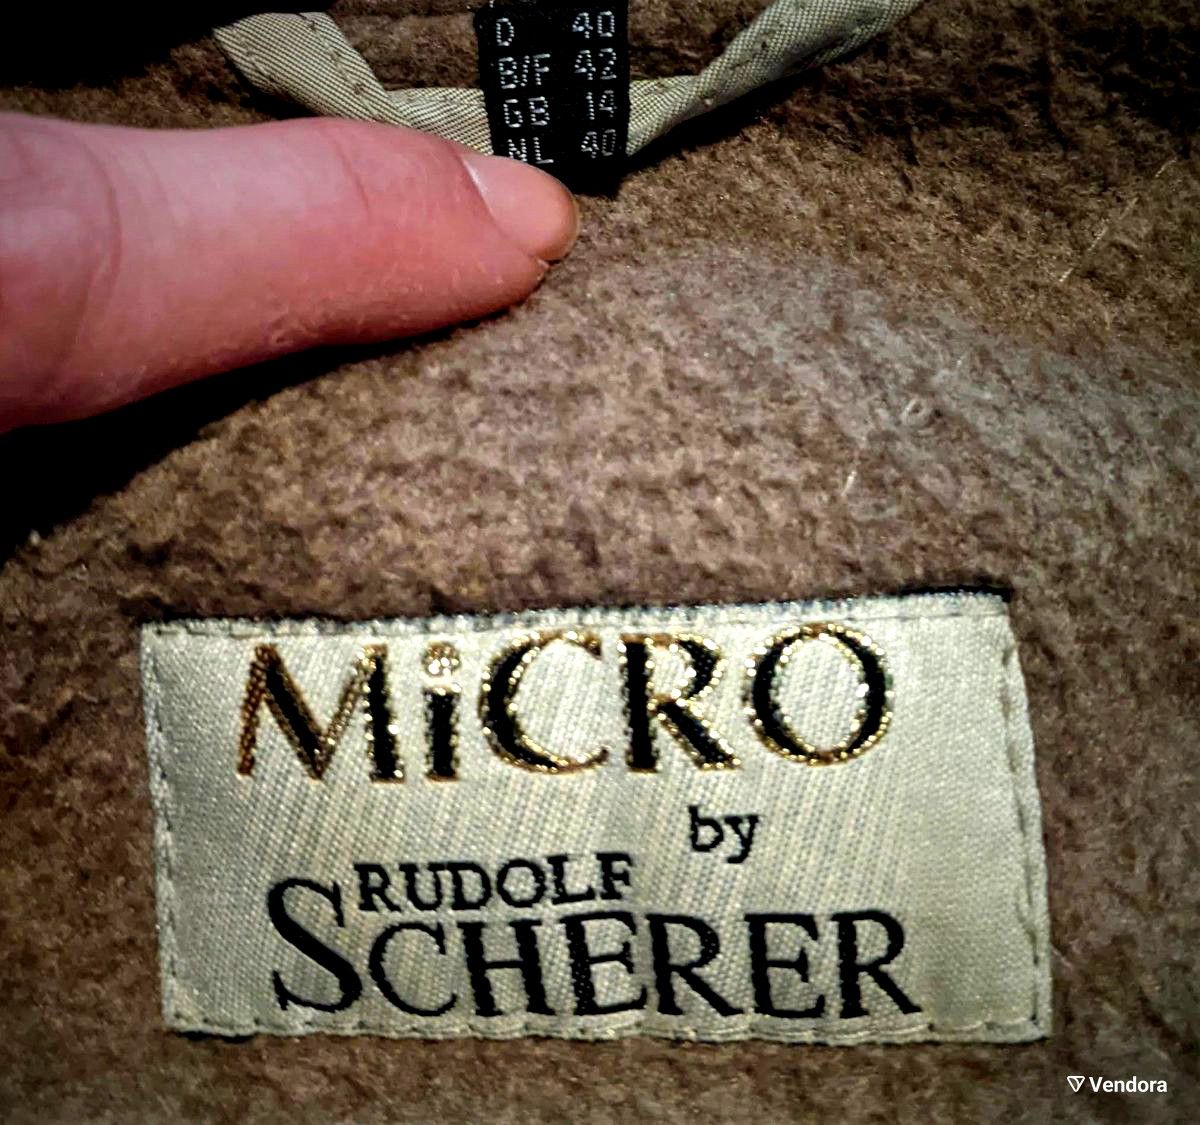 D 40
B/F 42
GB 14
NL 40
MiCRO
by
RUDOLF
SCHERER
Vendora